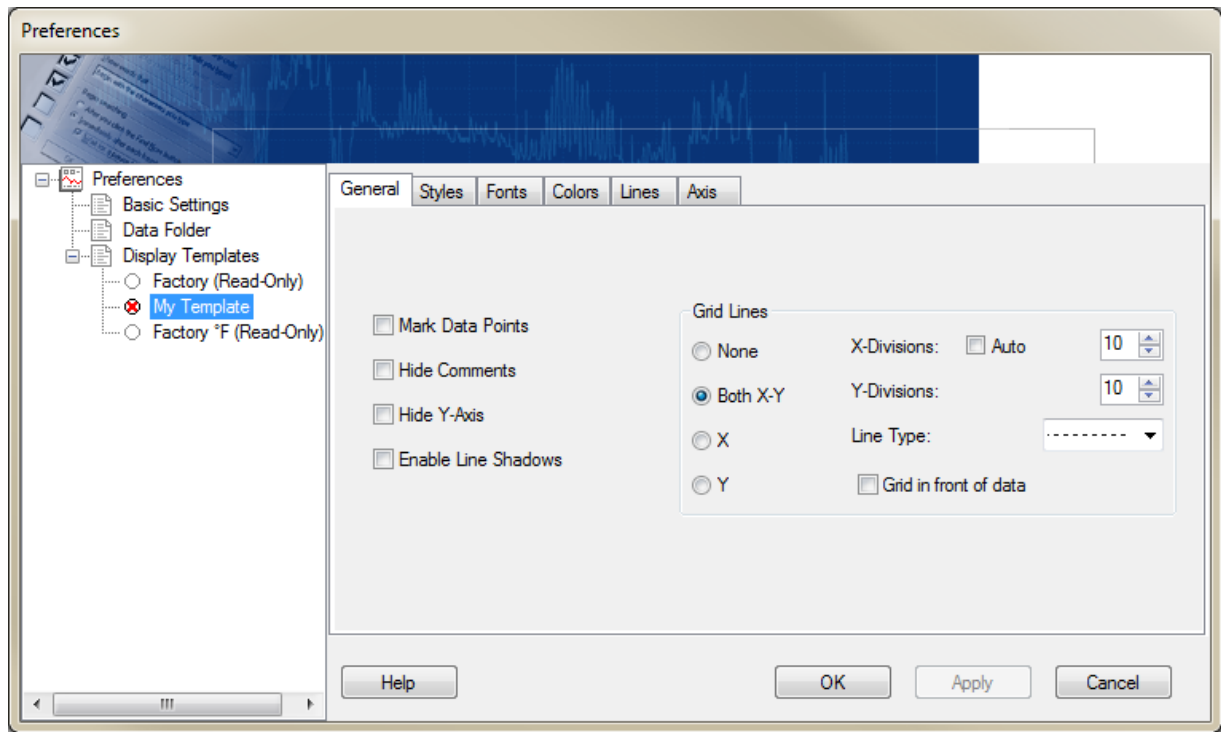 Preferences
Preferences
Basic Settings
Data Folder
Display Templates
Factory (Read-Only)
My Template
Factory °F (Read-Only)
General Styles Fonts Colors Lines Axis
Mark Data Points
Hide Comments
Hide Y-Axis
Enable Line Shadows
Grid Lines
None
Both X-Y
X
Y
X-Divisions: Auto 10
Y-Divisions: 10
Line Type:
Grid in front of data
Help OK Apply Cancel